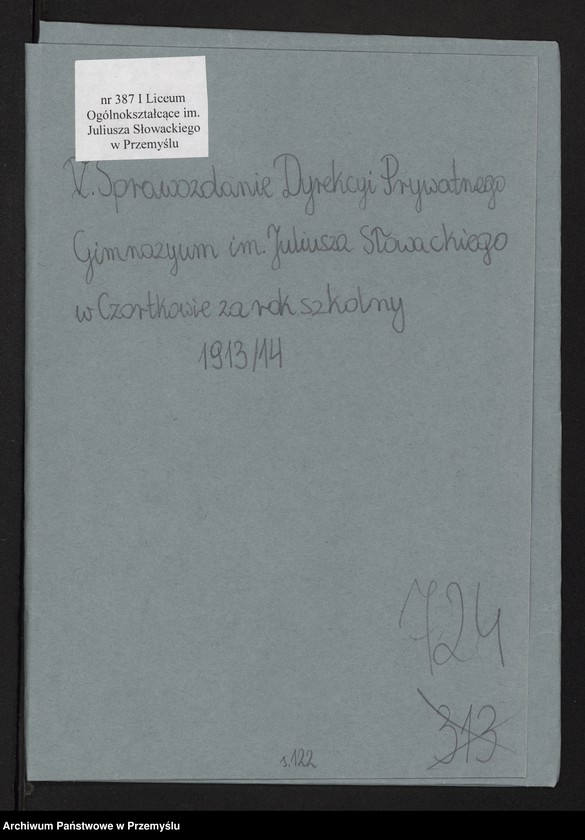 nr 387 I Liceum
Ogólnokształcące im.
Juliusza Słowackiego
w Przemyślu
V. Sprawozdanie Dyrekcyi Prywatnego
Gimnazyum im. Juliusza Słowackiego
w Czortkowie za rok szkolny
1913/14
724
313
s.122
Archiwum Państwowe w Przemyślu